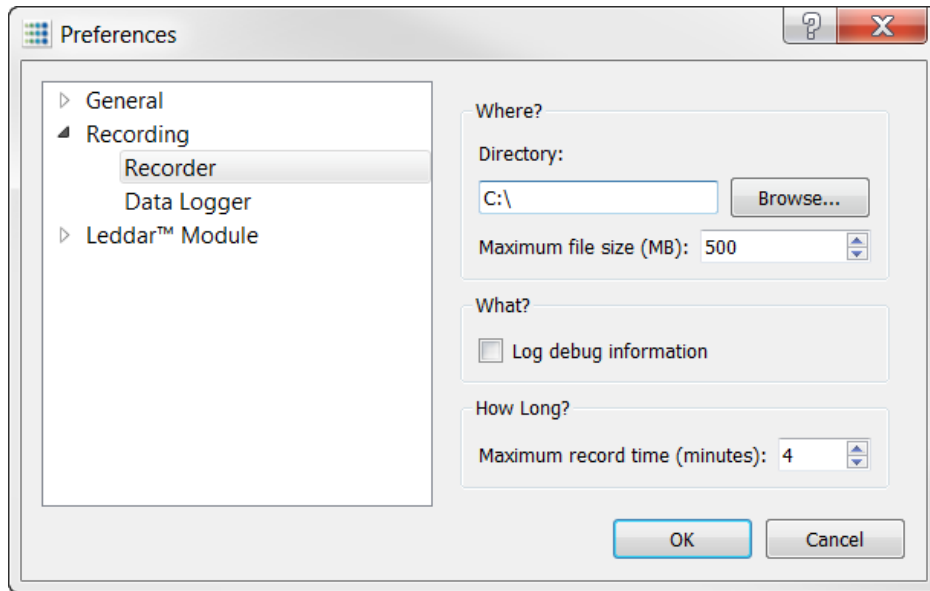 Preferences
General
Recording
Recorder
Data Logger
Leddar™ Module
Where?
Directory:
C:\
Browse...
Maximum file size (MB): 500
What?
Log debug information
How Long?
Maximum record time (minutes): 4
OK
Cancel